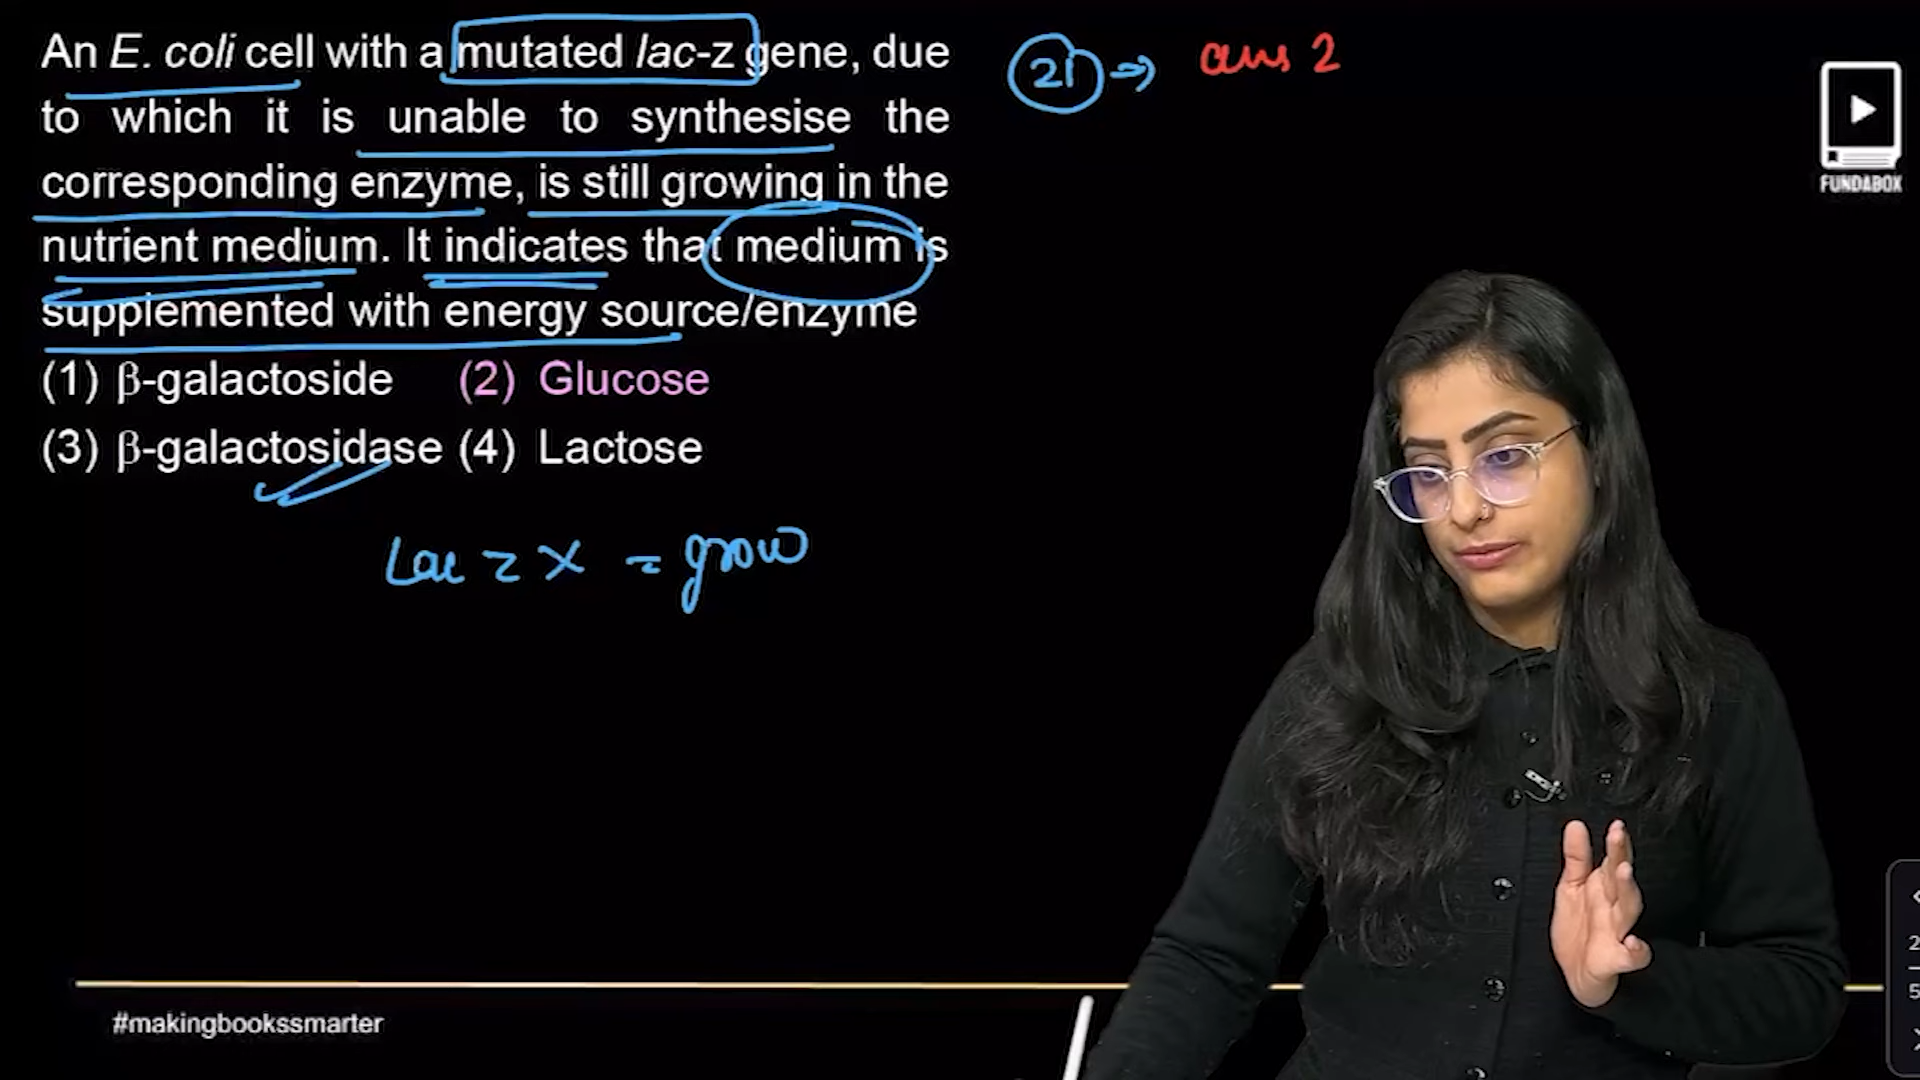 An E. coli cell with a mutated lac-z gene, due
to which it is unable to synthesise the
corresponding enzyme, is still growing in the
nutrient medium. It indicates that medium is
supplemented with energy source/enzyme
(1) β-galactoside (2) Glucose
(3) β-galactosidase (4) Lactose
Lac z x = grow
21 → ans 2
FUNDABOX
#makingbookssmarter
2
5